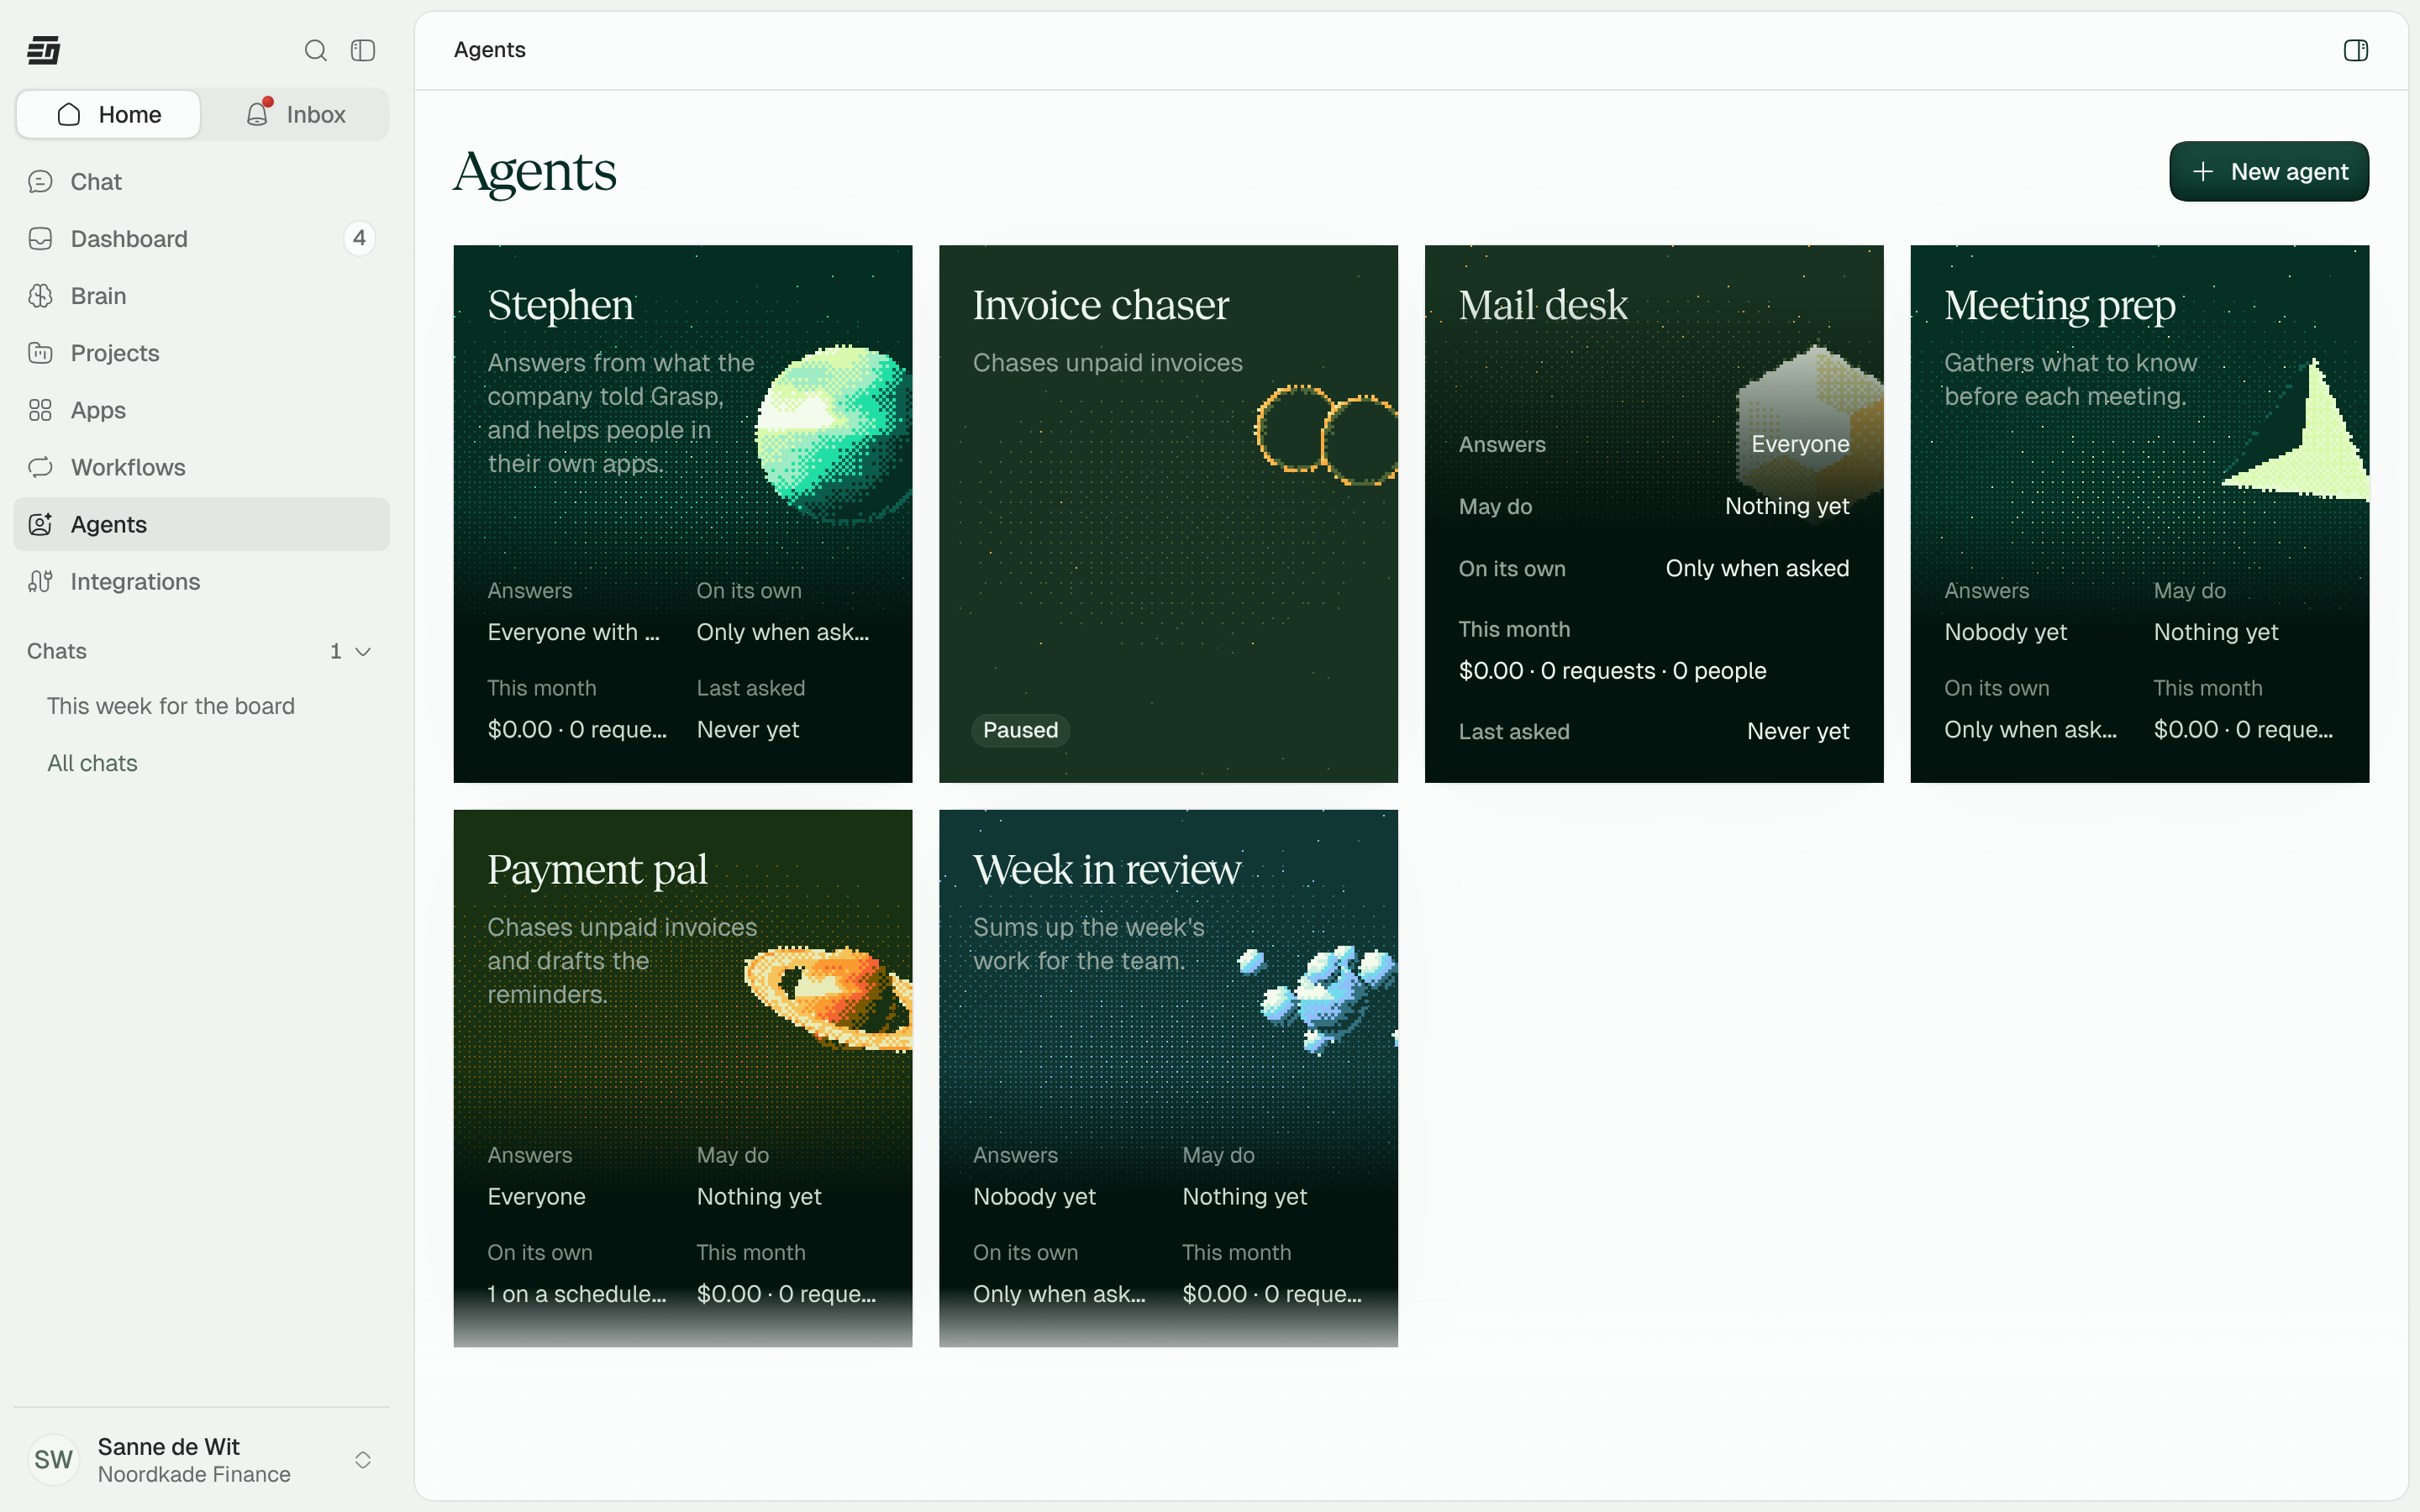 Home
Inbox
Chat
Dashboard
4
Brain
Projects
Apps
Workflows
Agents
Integrations
Chats
1
This week for the board
All chats
SW
Sanne de Wit
Noordkade Finance
Agents
Agents
New agent
Stephen
Answers from what the
company told Grasp,
and helps people in
their own apps.
Answers
On its own
Everyone with ...
Only when ask...
This month
Last asked
$0.00 · 0 reque...
Never yet
Invoice chaser
Chases unpaid invoices
Paused
Mail desk
Answers
Everyone
May do
Nothing yet
On its own
Only when asked
This month
$0.00 · 0 requests · 0 people
Last asked
Never yet
Meeting prep
Gathers what to know
before each meeting.
Answers
May do
Nobody yet
Nothing yet
On its own
This month
Only when ask...
$0.00 · 0 reque...
Payment pal
Chases unpaid invoices
and drafts the
reminders.
Answers
May do
Everyone
Nothing yet
On its own
This month
1 on a schedule...
$0.00 · 0 reque...
Week in review
Sums up the week's
work for the team.
Answers
May do
Nobody yet
Nothing yet
On its own
This month
Only when ask...
$0.00 · 0 reque...